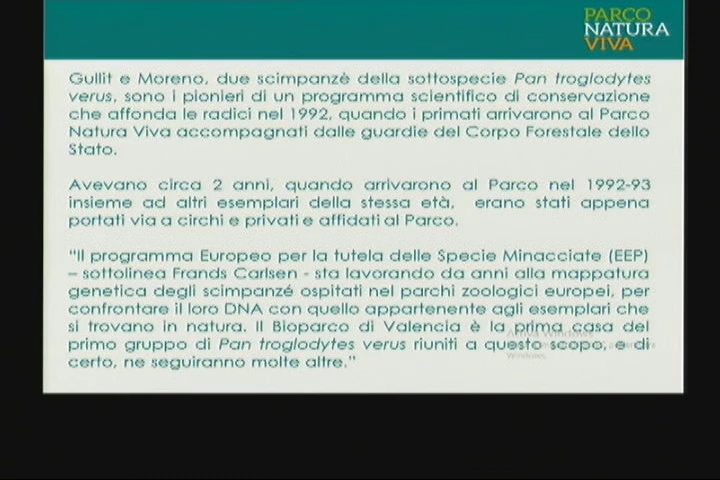 PARCO
NATURA
VIVA
Gullit e Moreno, due scimpanzè della sottospecie Pan troglodytes
verus, sono i pionieri di un programma scientifico di conservazione
che affonda le radici nel 1992, quando i primati arrivarono al Parco
Natura Viva accompagnati dalle guardie del Corpo Forestale dello
Stato.
Avevano circa 2 anni, quando arrivarono al Parco nel 1992-93
insieme ad altri esemplari della stessa età, erano stati appena
portati via a circhi e privati e affidati al Parco.
“Il programma Europeo per la tutela delle Specie Minacciate (EEP)
– sottolinea Frands Carlsen - sta lavorando da anni alla mappatura
genetica degli scimpanzé ospitati nei parchi zoologici europei, per
confrontare il loro DNA con quello appartenente agli esemplari che
si trovano in natura. Il Bioparco di Valencia è la prima casa del
primo gruppo di Pan troglodytes verus riuniti a questo scopo, e di
certo, ne seguiranno molte altre.”
Windows.